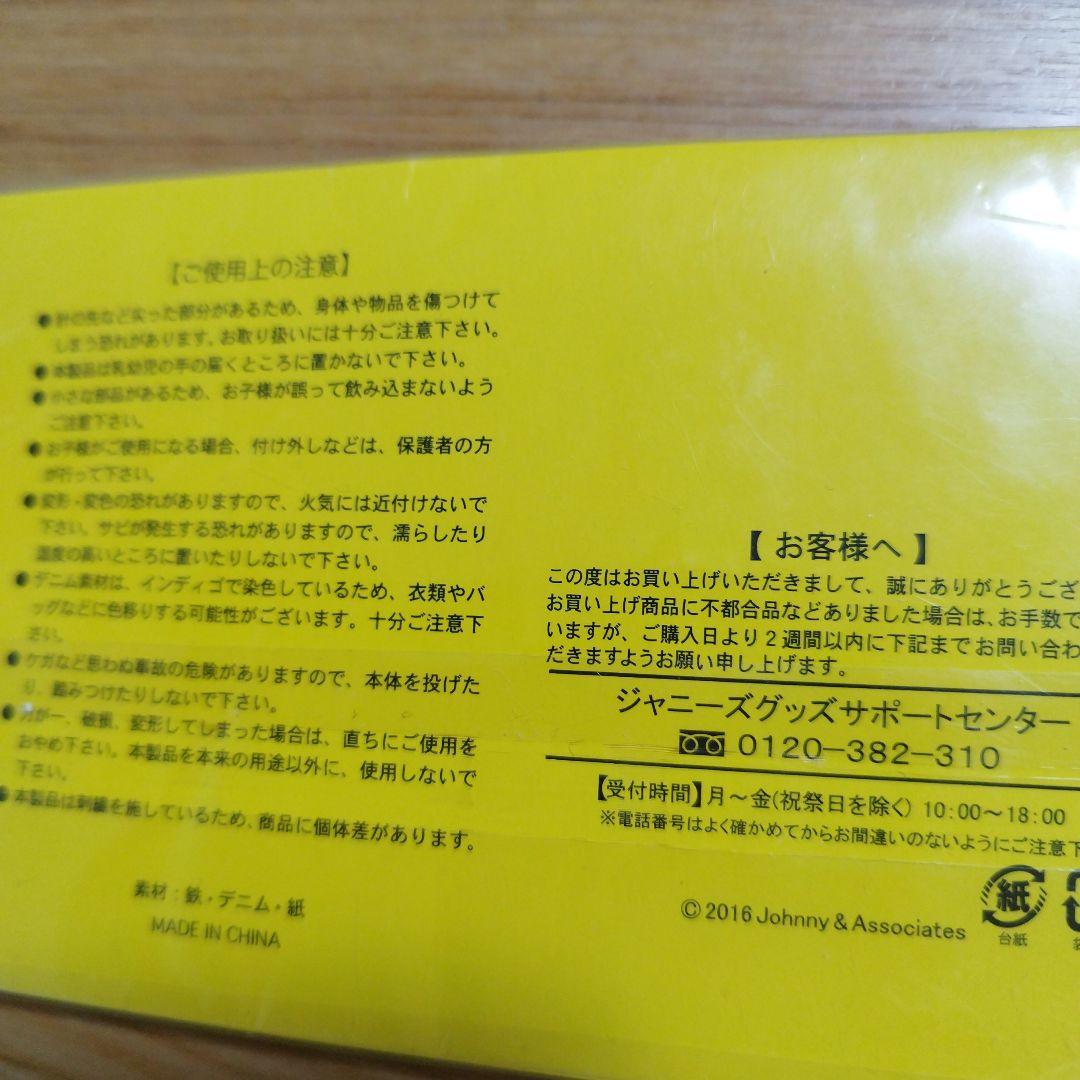 【ご使用上の注意】
●針の先など尖った部分があるため、身体や物品を傷つけて
しまう恐れがあります。お取り扱いには十分ご注意下さい。
●本製品は乳幼児の手の届くところに置かないで下さい。
●小さな部品があるため、お子様が誤って飲み込まないよう
ご注意下さい。
●お子様がご使用になる場合、付け外しなどは、保護者の方
が行って下さい。
●変形・変色の恐れがありますので、火気には近付けないで
下さい。サビが発生する恐れがありますので、濡らしたり
温度の高いところに置いたりしないで下さい。
●デニム素材は、インディゴで染色しているため、衣類やバ
ッグなどに色移りする可能性がございます。十分ご注意下
さい。
●ケガなど思わぬ事故の危険がありますので、本体を投げた
り、踏みつけたりしないで下さい。
●万が一、破損、変形してしまった場合は、直ちにご使用を
おやめ下さい。本製品を本来の用途以外に、使用しないで
下さい。
●本製品は刺繍を施しているため、商品に個体差があります。
素材：鉄・デニム・紙
MADE IN CHINA
【お客様へ】
この度はお買い上げいただきまして、誠にありがとうござ
お買い上げ商品に不都合品などありました場合は、お手数で
いますが、ご購入日より2週間以内に下記までお問い合わ
だきますようお願い申し上げます。
ジャニーズグッズサポートセンター
0120-382-310
【受付時間】月～金(祝祭日を除く) 10:00～18:00
※電話番号はよく確かめてからお間違いのないようにご注意下
© 2016 Johnny & Associates
紙
台紙